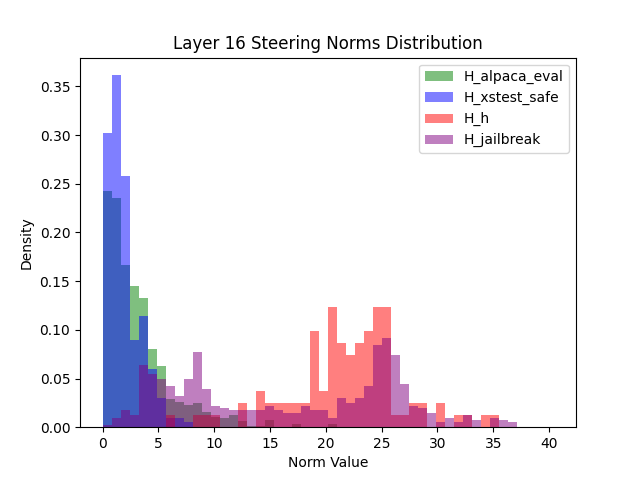 Layer 16 Steering Norms Distribution
H_alpaca_eval
H_xstest_safe
H_h
H_jailbreak
Density
0.35
0.30
0.25
0.20
0.15
0.10
0.05
0.00
0 5 10 15 20 25 30 35 40
Norm Value